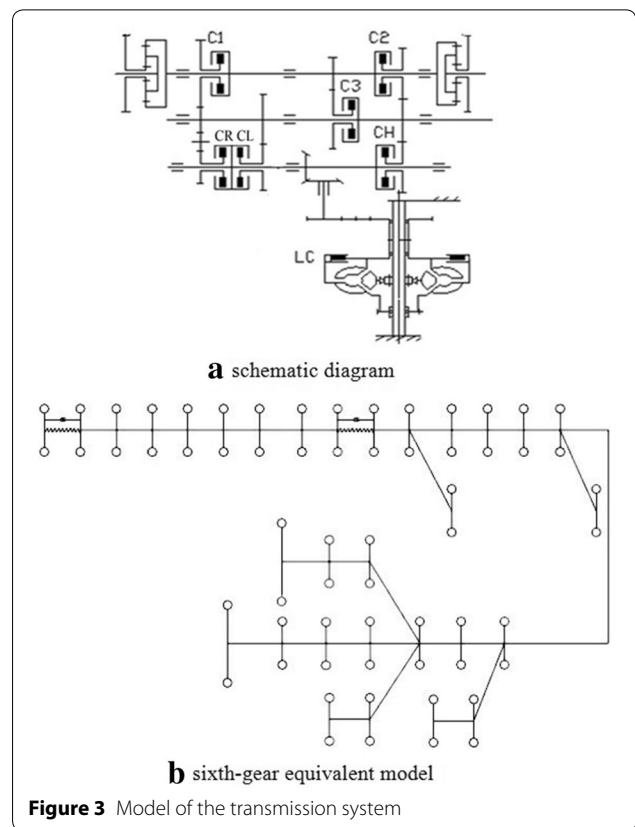 C1 C2
C3
CR CL CH
LC
a schematic diagram
b sixth-gear equivalent model
Figure 3 Model of the transmission system